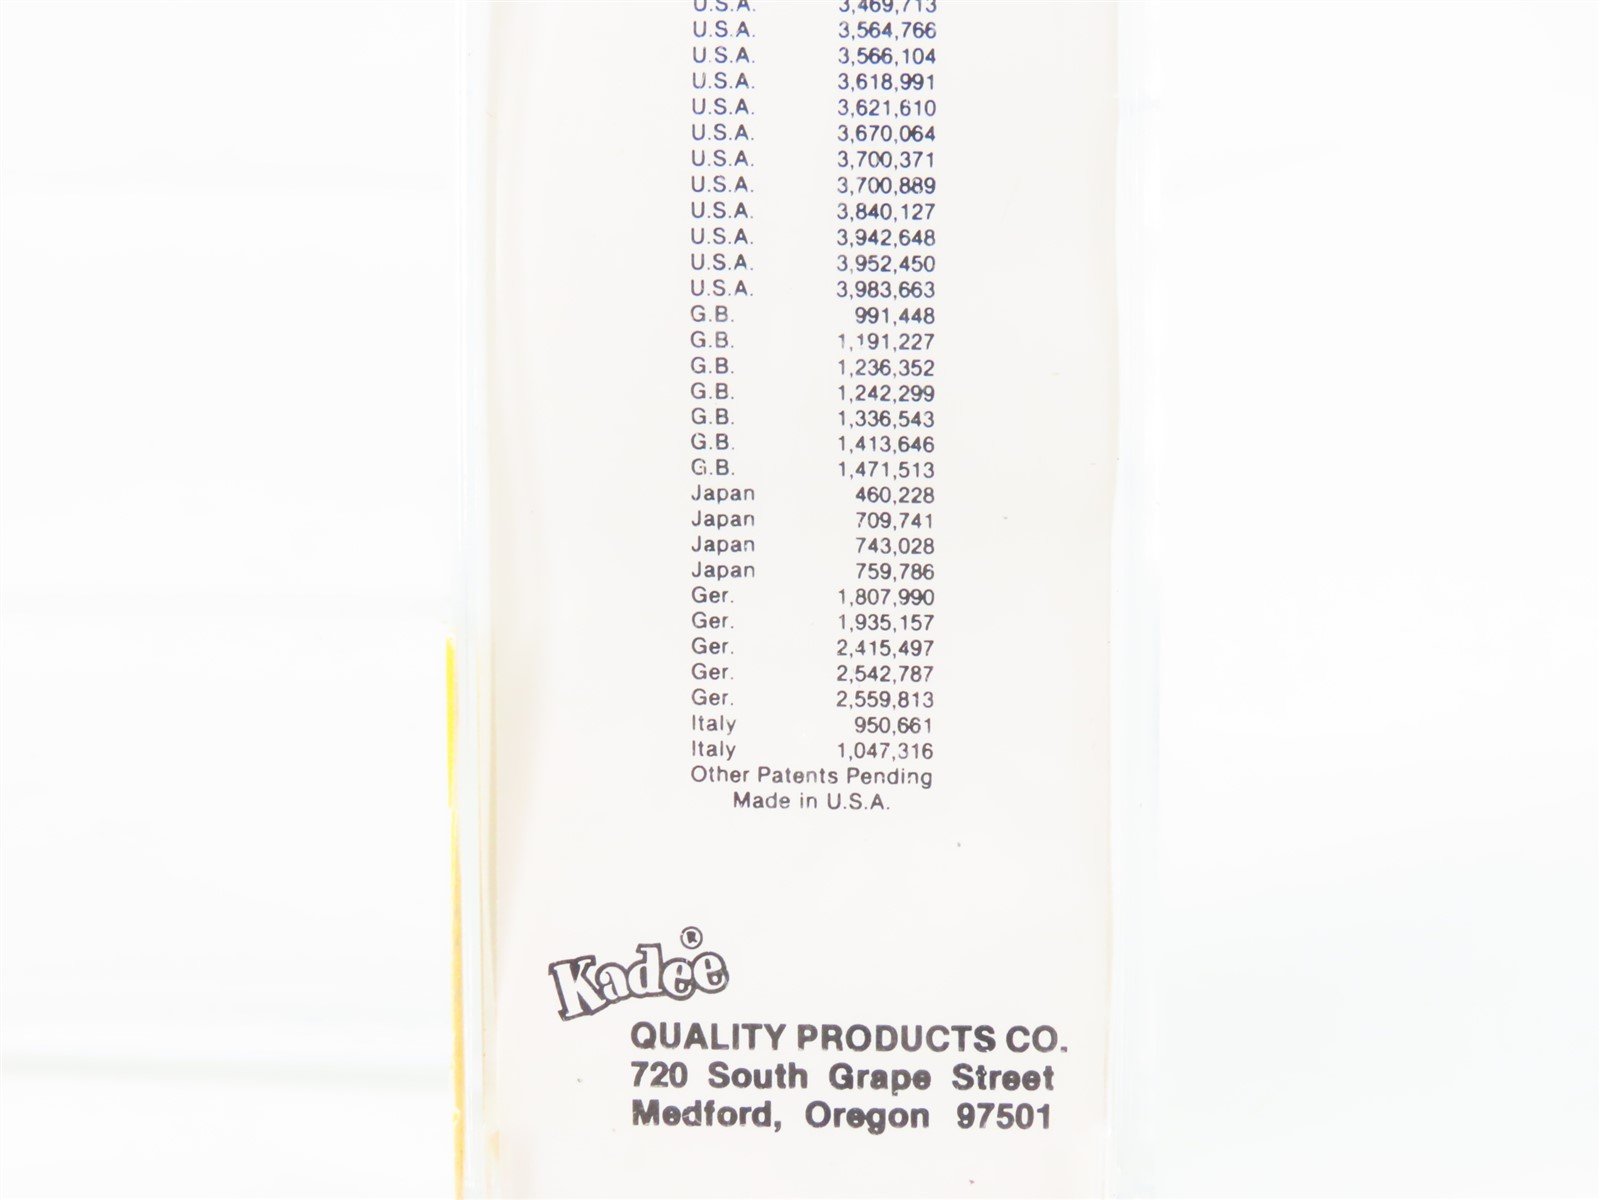 U.S.A. 3,469,713
U.S.A. 3,564,766
U.S.A. 3,566,104
U.S.A. 3,618,991
U.S.A. 3,621,610
U.S.A. 3,670,064
U.S.A. 3,700,371
U.S.A. 3,700,889
U.S.A. 3,840,127
U.S.A. 3,942,648
U.S.A. 3,952,450
U.S.A. 3,983,663
G.B. 991,448
G.B. 1,191,227
G.B. 1,236,352
G.B. 1,242,299
G.B. 1,336,543
G.B. 1,413,646
G.B. 1,471,513
Japan 460,228
Japan 709,741
Japan 743,028
Japan 759,786
Ger. 1,807,990
Ger. 1,935,157
Ger. 2,415,497
Ger. 2,542,787
Ger. 2,559,813
Italy 950,661
Italy 1,047,316
Other Patents Pending
Made in U.S.A.
Kadee®
QUALITY PRODUCTS CO.
720 South Grape Street
Medford, Oregon 97501